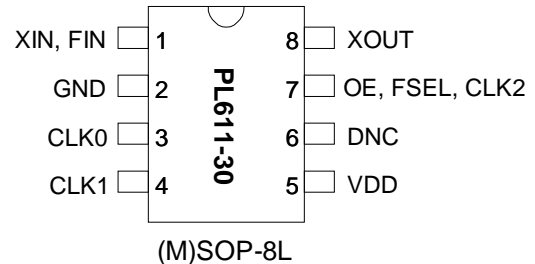 XIN, FIN 1 8 XOUT
GND 2 7 OE, FSEL, CLK2
CLK0 3 6 DNC
CLK1 4 5 VDD
PL611-30
(M)SOP-8L